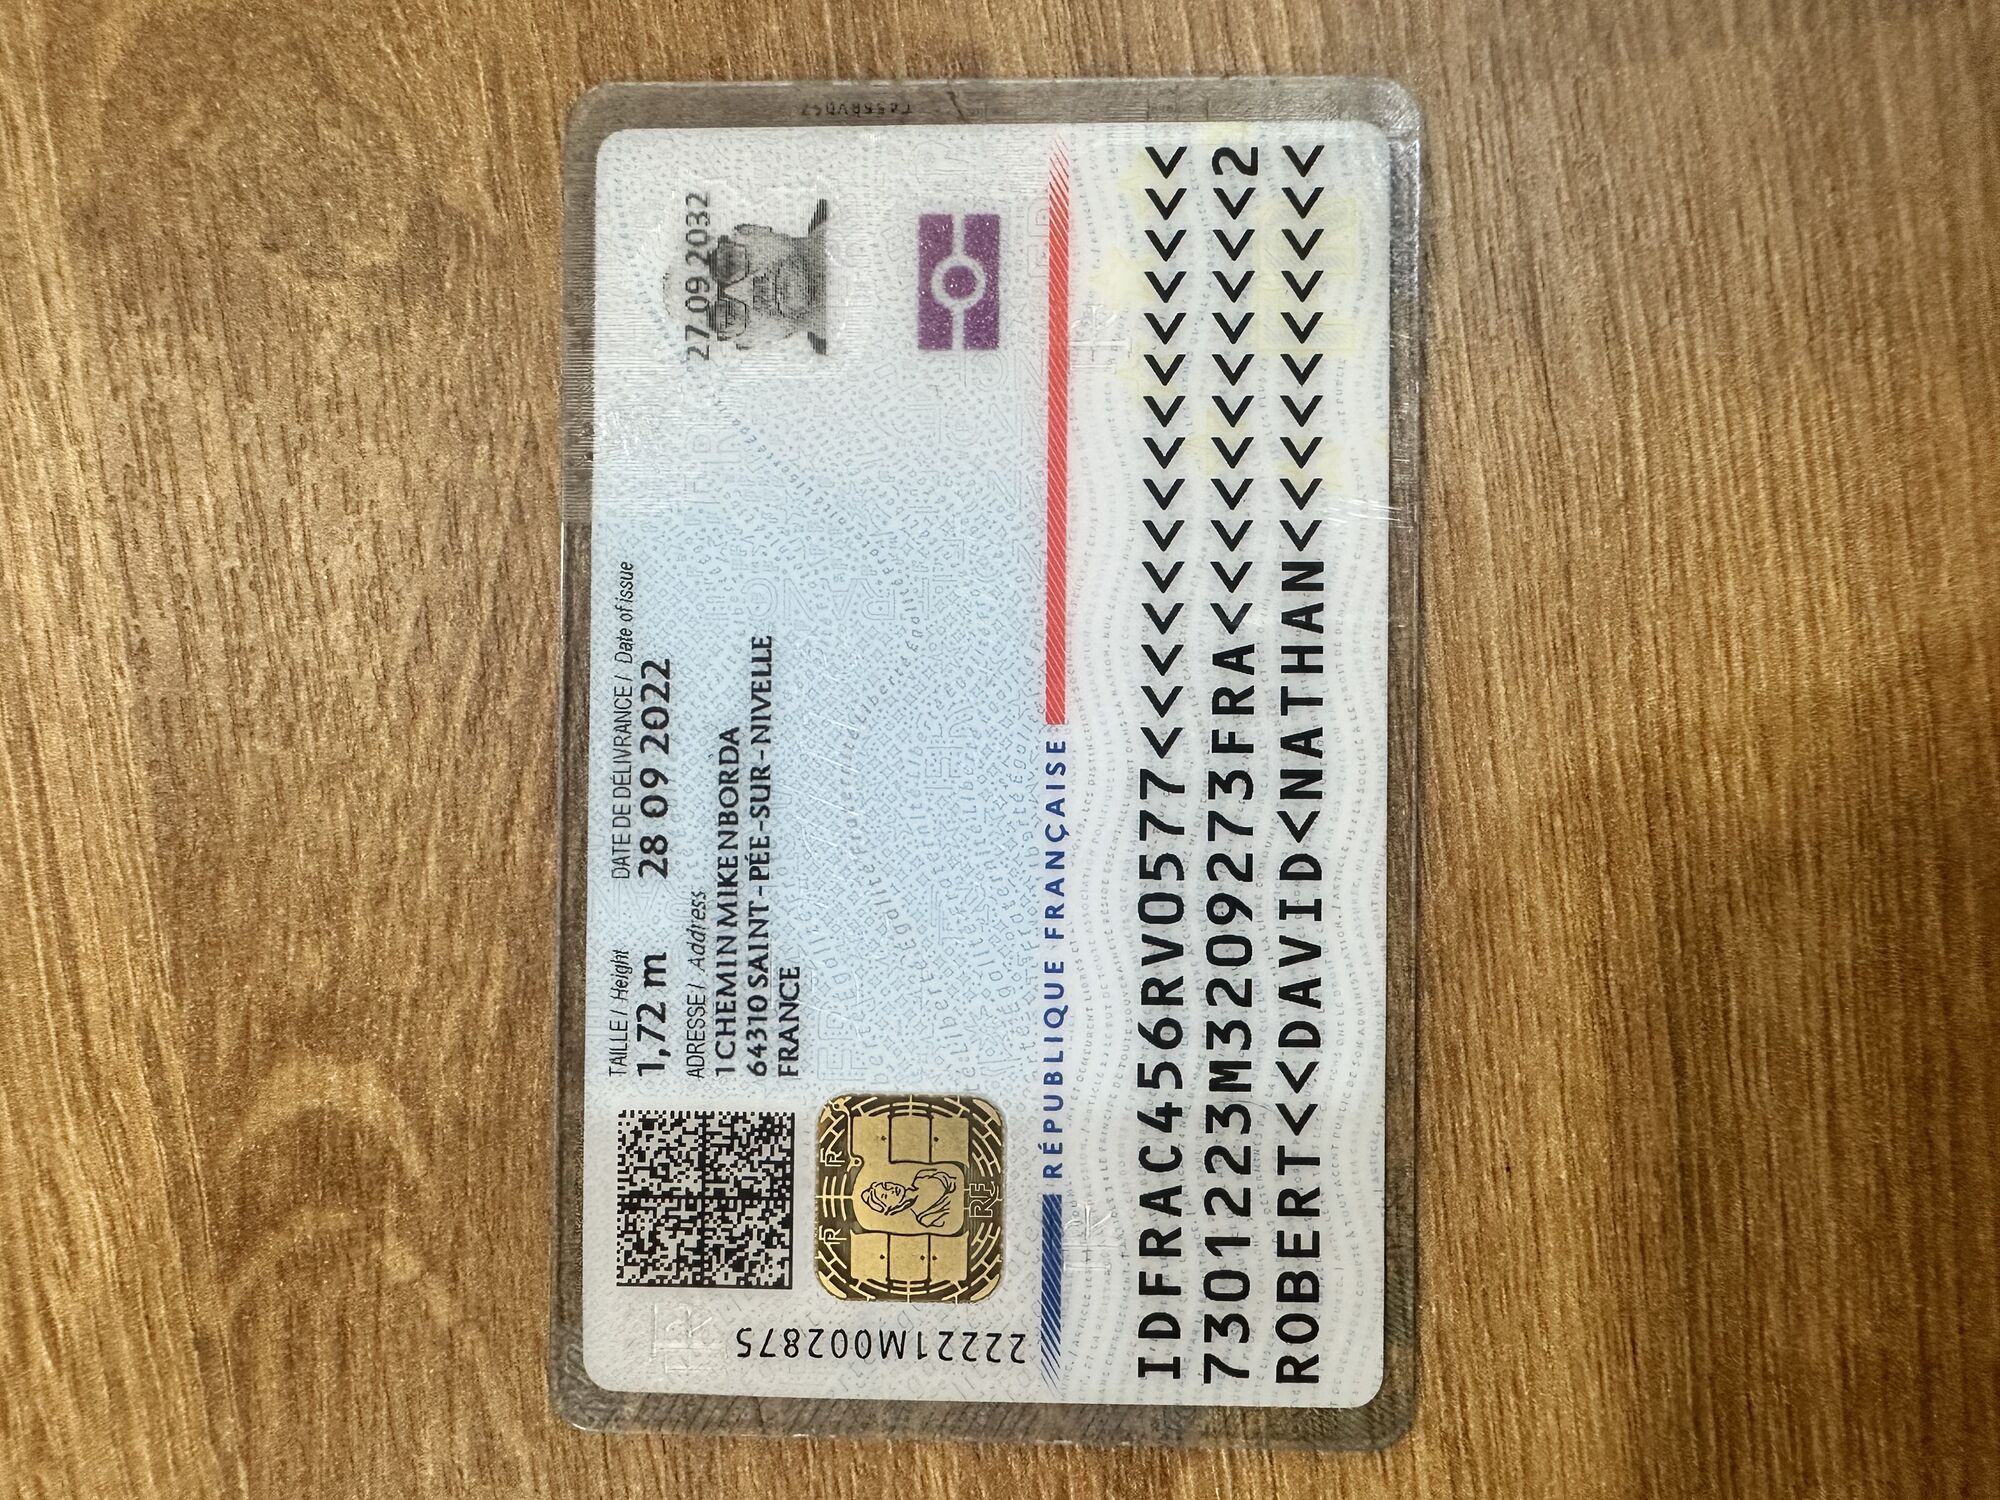 TAILLE / Height
1,72 m
DATE DE DÉLIVRANCE / Date of issue
28 09 2022
27 09 2032
ADRESSE / Address
1 CHEMIN MIKENBORDA
64310 SAINT-PÉE-SUR-NIVELLE
FRANCE
22221M002875
RÉPUBLIQUE FRANÇAISE
IDFRAC456RV0577<<<<<<<<<<<<<<<
7301223M3209273FRA<<<<<<<<<<<2
ROBERT<<DAVID<NATHAN<<<<<<<<<<